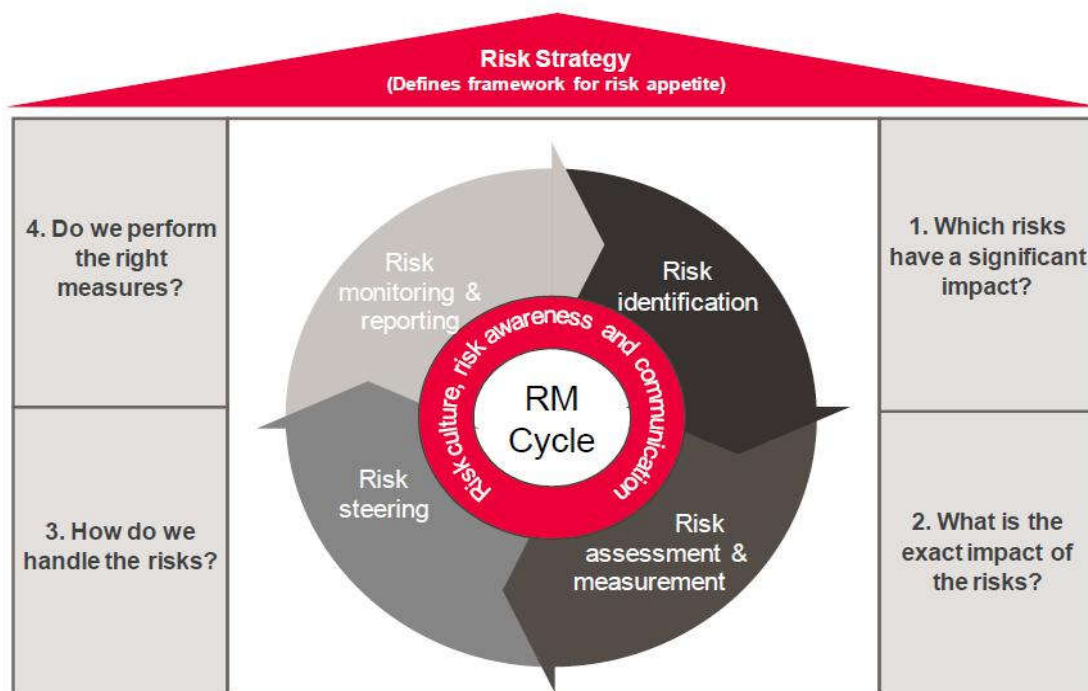 Risk Strategy
(Defines framework for risk appetite)
4. Do we perform
the right
measures?
1. Which risks
have a significant
impact?
Risk
monitoring &
reporting
Risk
identification
Risk culture, risk awareness and communication
RM
Cycle
Risk
steering
Risk
assessment &
measurement
3. How do we
handle the risks?
2. What is the
exact impact of
the risks?